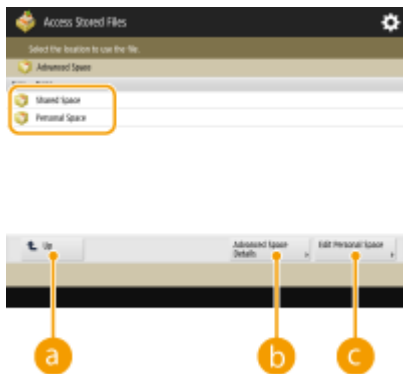 Access Stored Files
Select the location to use the file.
Advanced Space
Shared Space
Personal Space
Up
Advanced Space
Details
Edit Personal Space
a
b
c